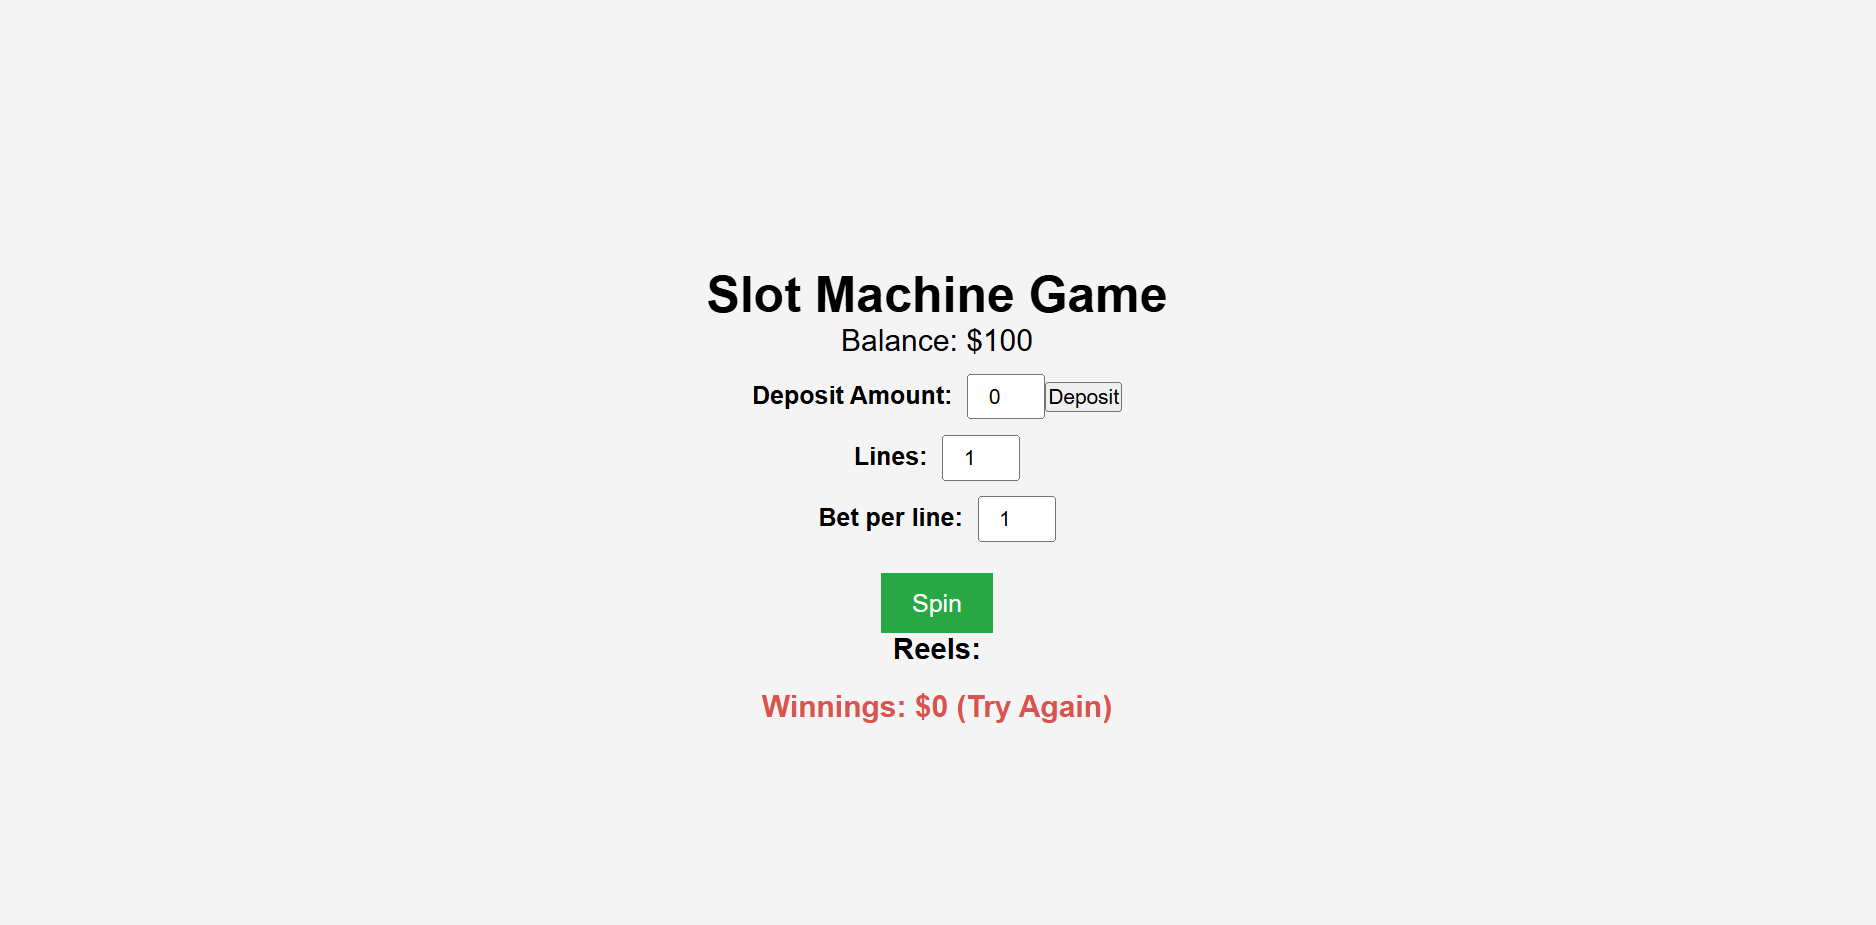 Slot Machine Game
Balance: $100
Deposit Amount: 0 Deposit
Lines: 1
Bet per line: 1
Spin
Reels:
Winnings: $0 (Try Again)